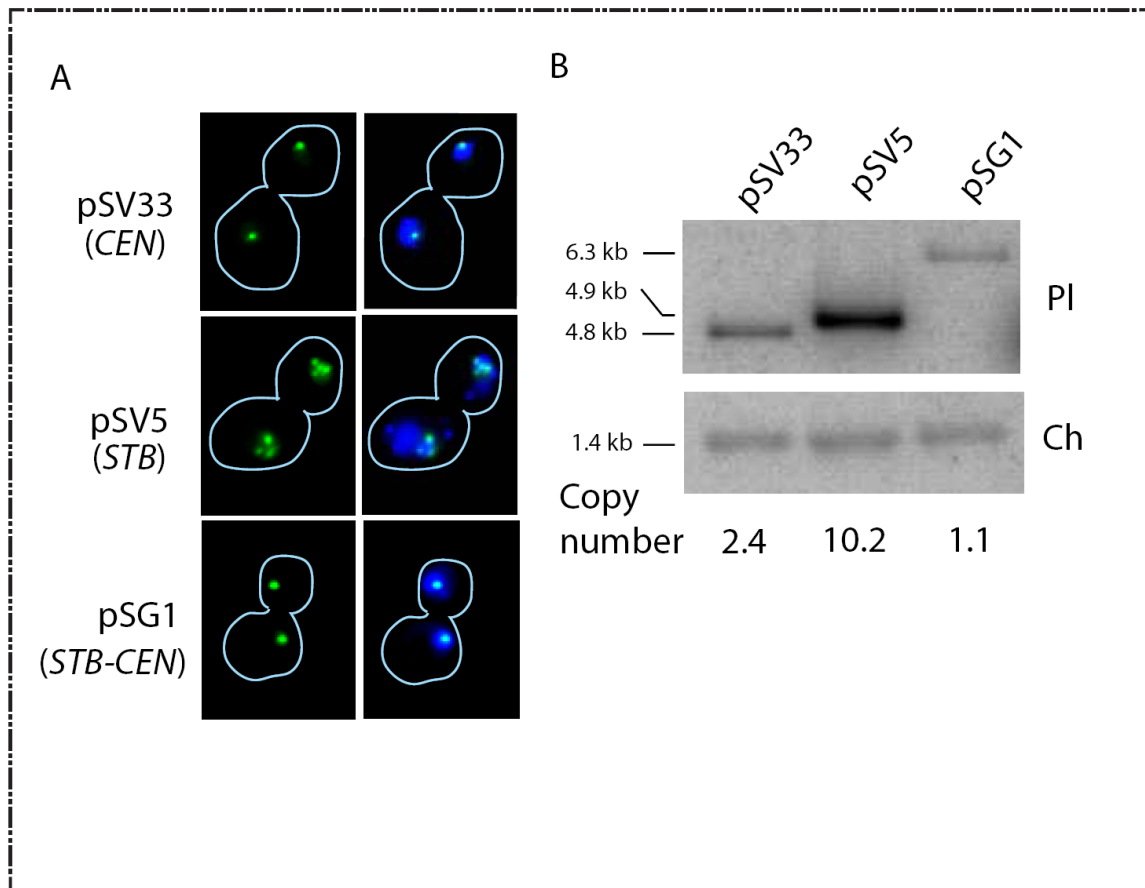 A
pSV33
(CEN)
pSV5
(STB)
pSG1
(STB-CEN)
B
pSV33
pSV5
pSG1
6.3 kb
4.9 kb
4.8 kb
Pl
1.4 kb
Ch
Copy
number 2.4 10.2 1.1